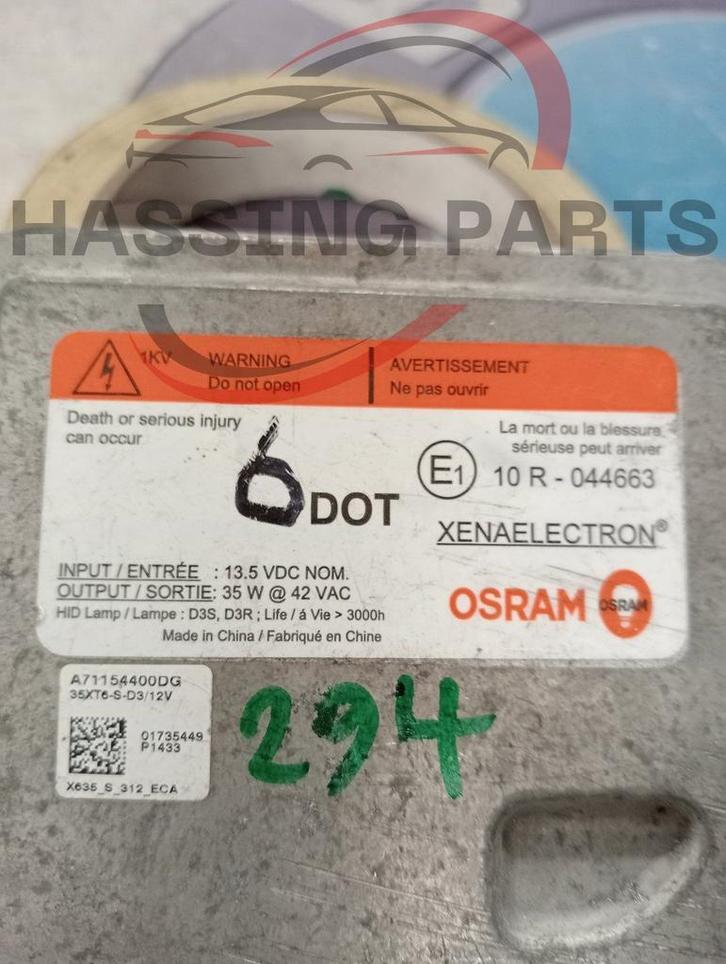 HASSING PARTS
1KV
WARNING
Do not open
AVERTISSEMENT
Ne pas ouvrir
Death or serious injury
can occur
La mort ou la blessure
sérieuse peut arriver
6
DOT
E1 10 R - 044663
XENAELECTRON®
INPUT / ENTRÉE : 13.5 VDC NOM.
OUTPUT / SORTIE: 35 W @ 42 VAC
HID Lamp / Lampe : D3S, D3R ; Life / á Vie > 3000h
Made in China / Fabriqué en Chine
OSRAM
OSRAM
A71154400DG
35XT6-S-D3/12V
01735449
P1433
X635_S_312_ECA
294